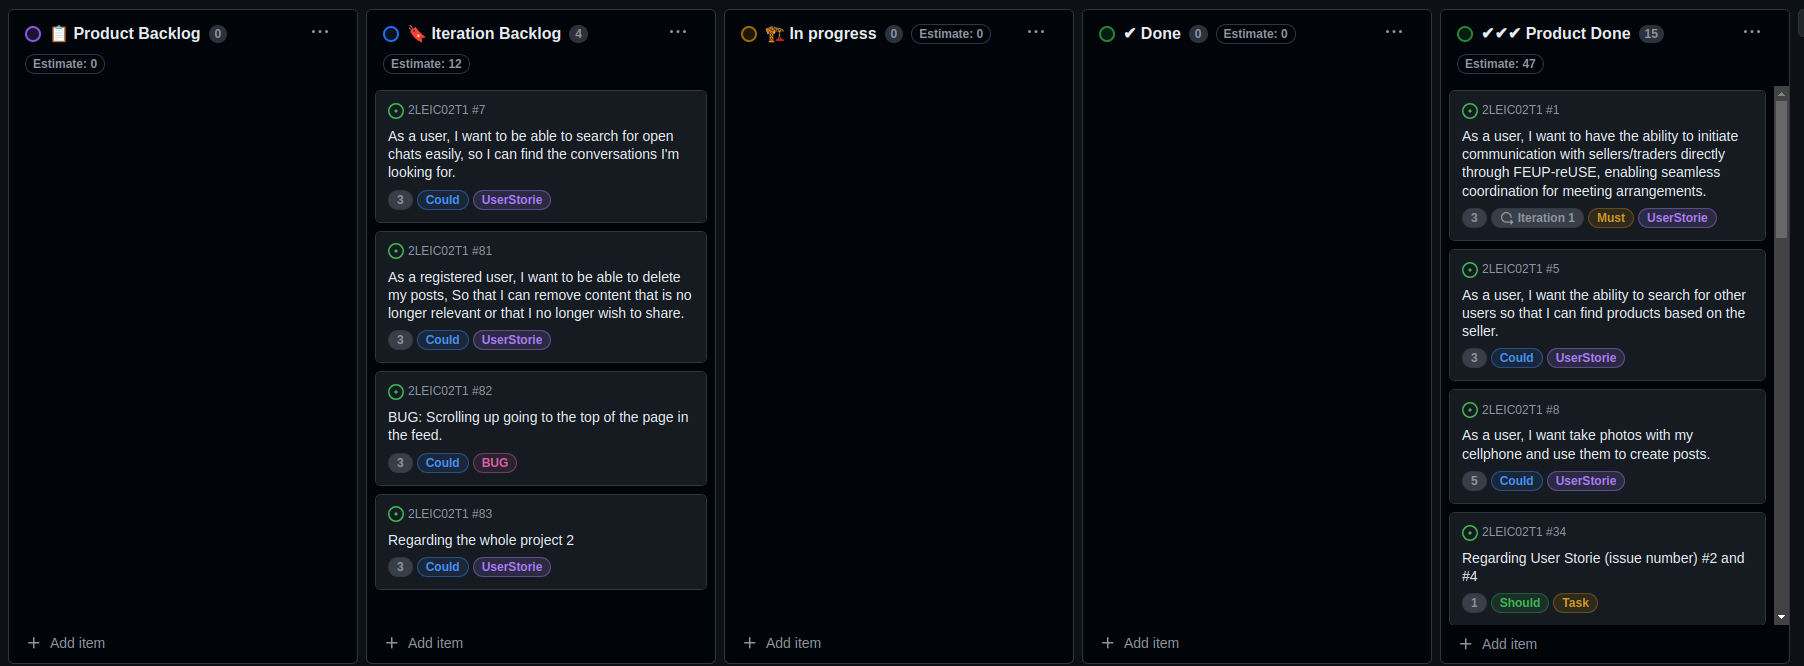 Product Backlog 0
Estimate: 0
Add item
Iteration Backlog 4
Estimate: 12
2LEIC02T1 #7
As a user, I want to be able to search for open
chats easily, so I can find the conversations I'm
looking for.
3 Could UserStorie
2LEIC02T1 #81
As a registered user, I want to be able to delete
my posts, So that I can remove content that is no
longer relevant or that I no longer wish to share.
3 Could UserStorie
2LEIC02T1 #82
BUG: Scrolling up going to the top of the page in
the feed.
3 Could BUG
2LEIC02T1 #83
Regarding the whole project 2
3 Could UserStorie
Add item
In progress 0 Estimate: 0
Add item
Done 0 Estimate: 0
Add item
Product Done 15
Estimate: 47
2LEIC02T1 #1
As a user, I want to have the ability to initiate
communication with sellers/traders directly
through FEUP-reUSE, enabling seamless
coordination for meeting arrangements.
3 Iteration 1 Must UserStorie
2LEIC02T1 #5
As a user, I want the ability to search for other
users so that I can find products based on the
seller.
3 Could UserStorie
2LEIC02T1 #8
As a user, I want take photos with my
cellphone and use them to create posts.
5 Could UserStorie
2LEIC02T1 #34
Regarding User Storie (issue number) #2 and
#4
1 Should Task
Add item